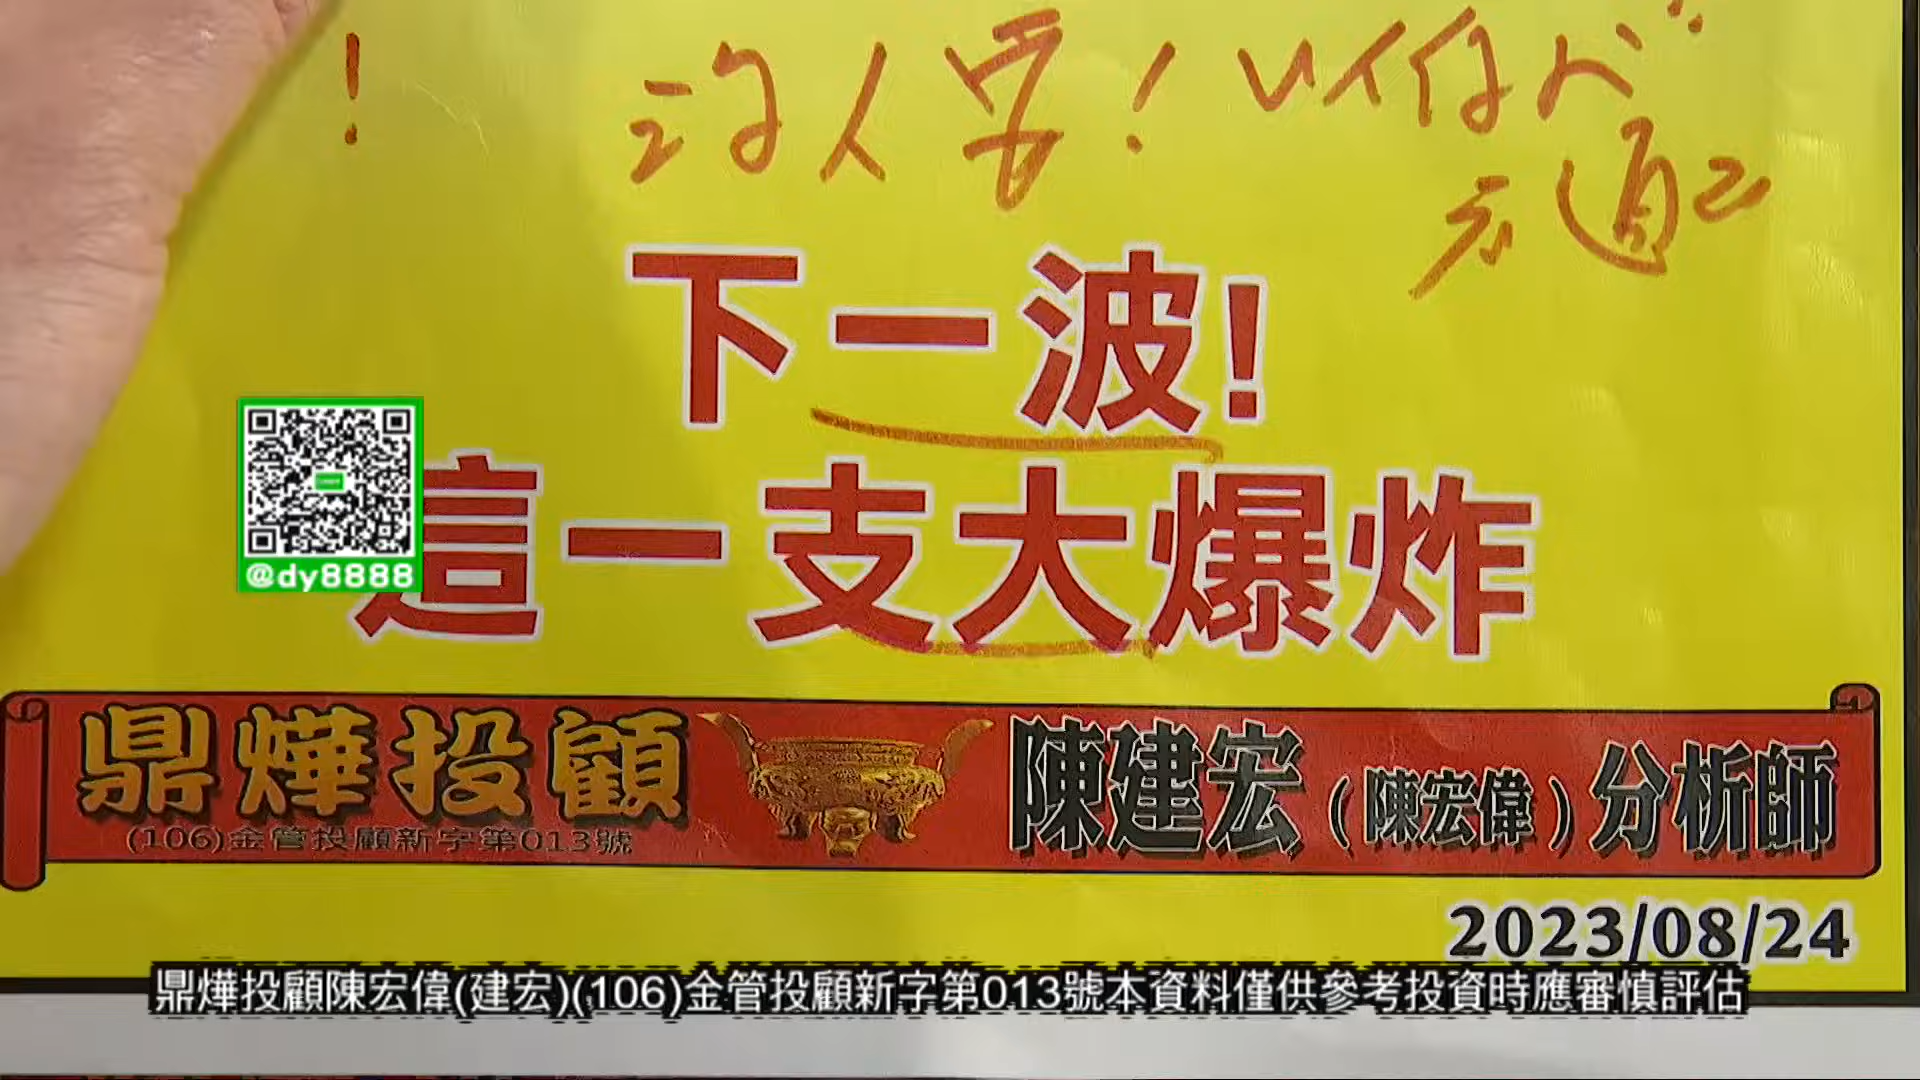 ! 沒人要!
下一波!
這一支大爆炸
@dy8888
鼎燁投顧 陳建宏(陳宏偉)分析師
(106)金管投顧新字第013號
2023/08/24
鼎燁投顧陳宏偉(建宏)(106)金管投顧新字第013號本資料僅供參考投資時應審慎評估